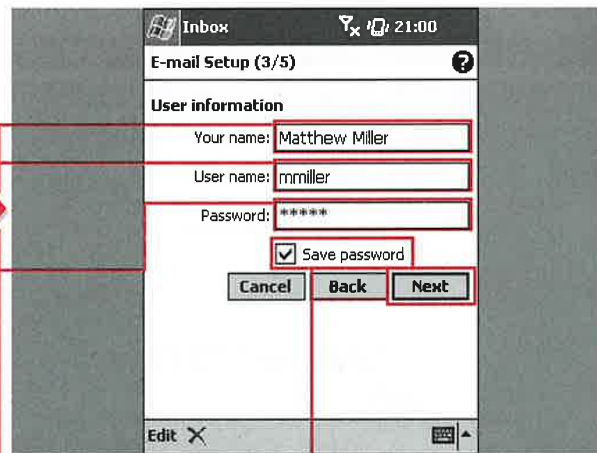 Inbox 21:00
E-mail Setup (3/5) ?
User information
Your name: Matthew Miller
User name: mmiller
Password: *****
Save password
Cancel Back Next
Edit